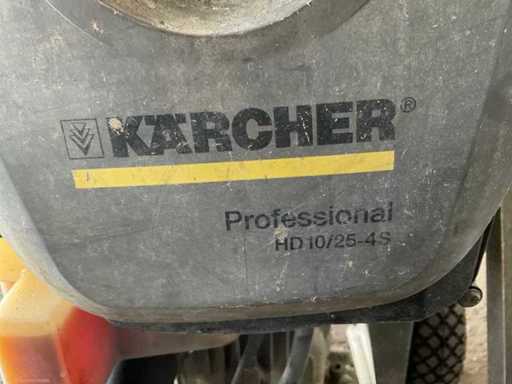 KÄRCHER®
Professional
HD 10/25-4S